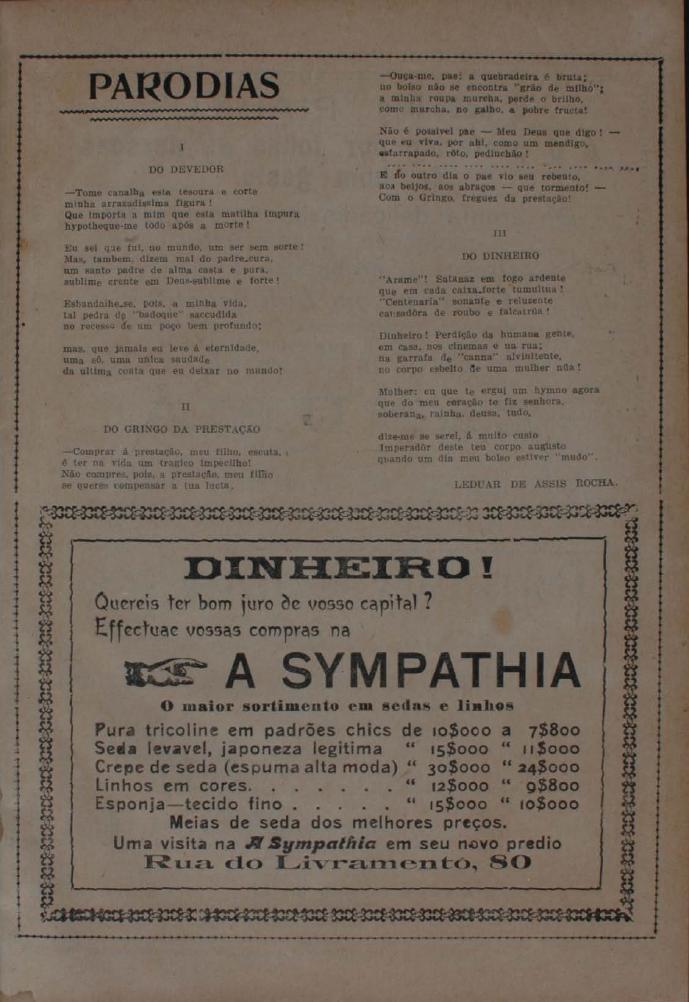 PARODIAS
I
DO DEVEDOR
—Tome canalha esta tesoura e corte
minha arrazadissima figura!
Que importa a mim que esta matilha impura
hypotheque-me todo após a morte!
Eu sei que fui, no mundo, um ser sem sorte!
Mas, tambem, dizem mal do padre-cura,
um santo padre de alma casta e pura,
sublime crente em Deus-sublime e forte!
Esbandalhe-se, pois, a minha vida,
tal pedra de "badoque" saccudida
no recesso de um poço bem profundo;
mas, que jamais eu leve á eternidade,
uma só, uma unica saudade
da ultima conta que eu deixar no mundo!
II
DO GRINGO DA PRESTAÇÃO
—Comprar á prestação, meu filho, escuta,
é ter na vida um tragico impecilho!
Não compres, pois, a prestação, meu filho
se queres compensar a tua lucta.
—Ouça-me, pae: a quebradeira é bruta;
no bolso não se encontra "grão de milho";
a minha roupa murcha, perde o brilho,
como murcha, no galho, a pobre fructa!
Não é possivel pae — Meu Deus que digo! —
que eu viva, por ahi, como um mendigo,
esfarrapado, rôto, pedinchão!
E no outro dia o pae vio seu rebento,
aos beijos, aos abraços — que tormento! —
Com o Gringo, freguez da prestação!
III
DO DINHEIRO
"Arame"! Satanaz em fogo ardente
que em cada caixa-forte tumultua!
"Centenaria" sonante e reluzente
causadôra de roubo e falcatrúa!
Dinheiro! Perdição da humana gente,
em casa, nos cinemas e na rua;
na garrafa de "canna" alvinitente,
no corpo esbelto de uma mulher núa!
Mulher: eu que te ergui um hymno agora
que do meu coração te fiz senhora,
soberana, rainha, deusa, tudo,
dize-me se serei, á muito custo
Imperadôr deste teu corpo augusto
quando um dia meu bolso estiver "mudo".
LEDUAR DE ASSIS ROCHA.
DINHEIRO!
Quereis ter bom juro de vosso capital?
Effectuae vossas compras na
A SYMPATHIA
O maior sortimento em sedas e linhos
Pura tricoline em padrões chics de 10$000 a 7$800
Seda lavavel, japoneza legitima " 15$000 " 11$000
Crepe de seda (espuma alta moda) " 30$000 " 24$000
Linhos em cores. . . . . . . " 12$000 " 9$800
Esponja—tecido fino . . . . . " 15$000 " 10$000
Meias de seda dos melhores preços.
Uma visita na A Sympathia em seu novo predio
Rua do Livramento, 80